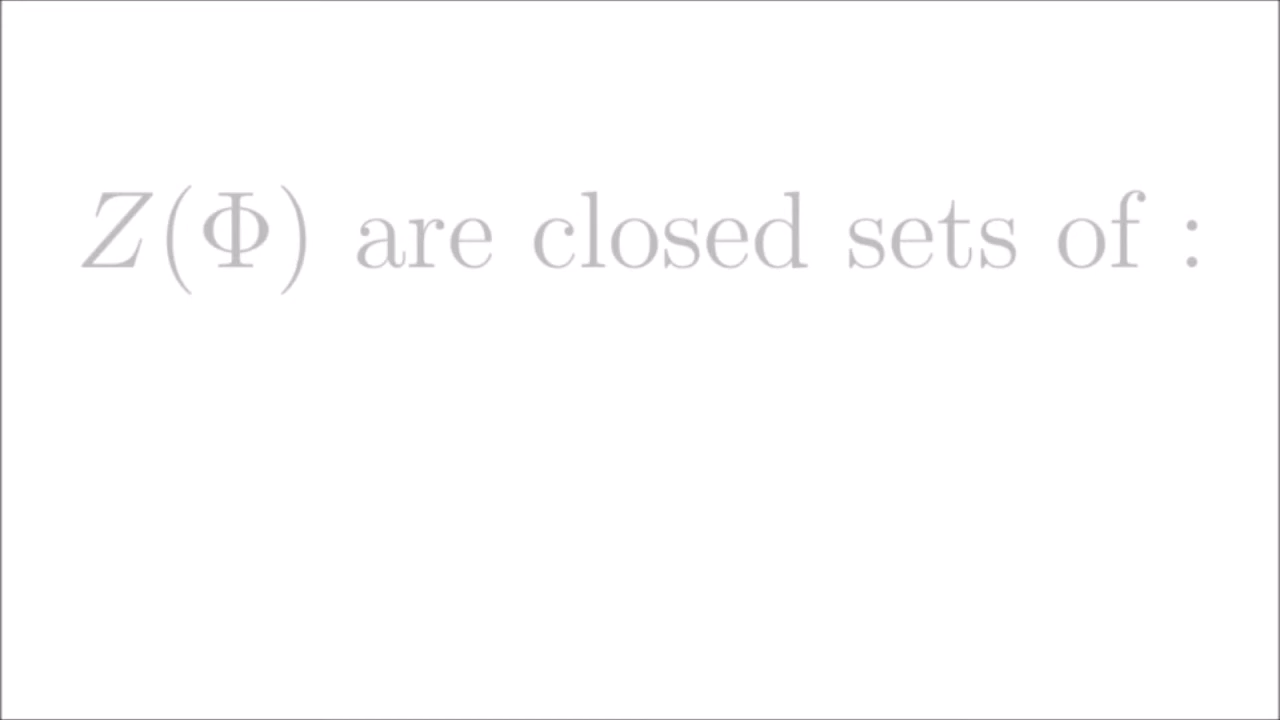 Z(Φ) are closed sets of :